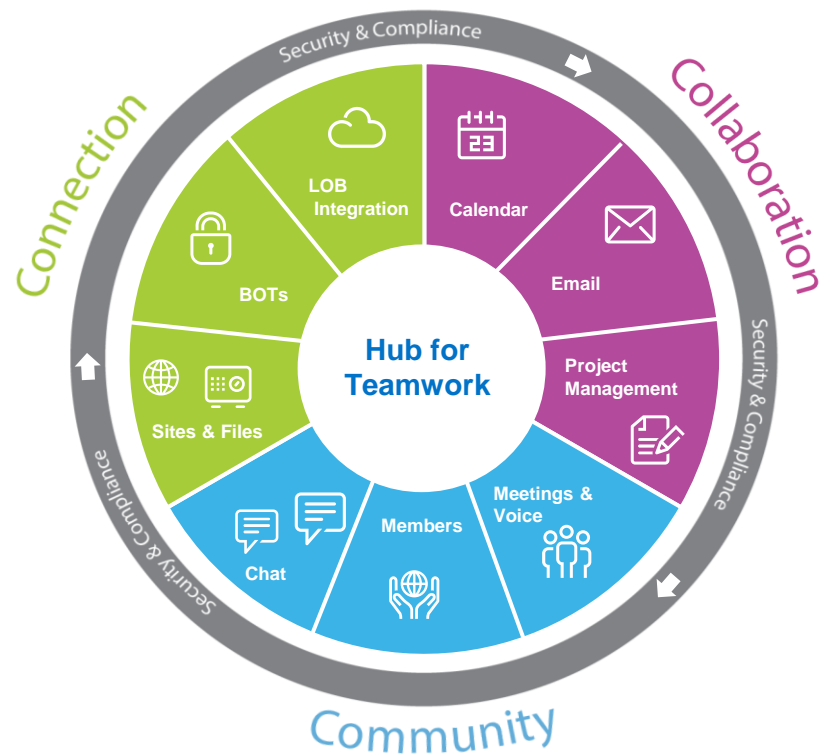 Security & Compliance
Connection
Collaboration
LOB
Integration
Calendar
23
BOTs
Email
Hub for
Teamwork
Security & Compliance
Project
Management
Sites & Files
Security & Compliance
Meetings &
Voice
Members
Chat
Community